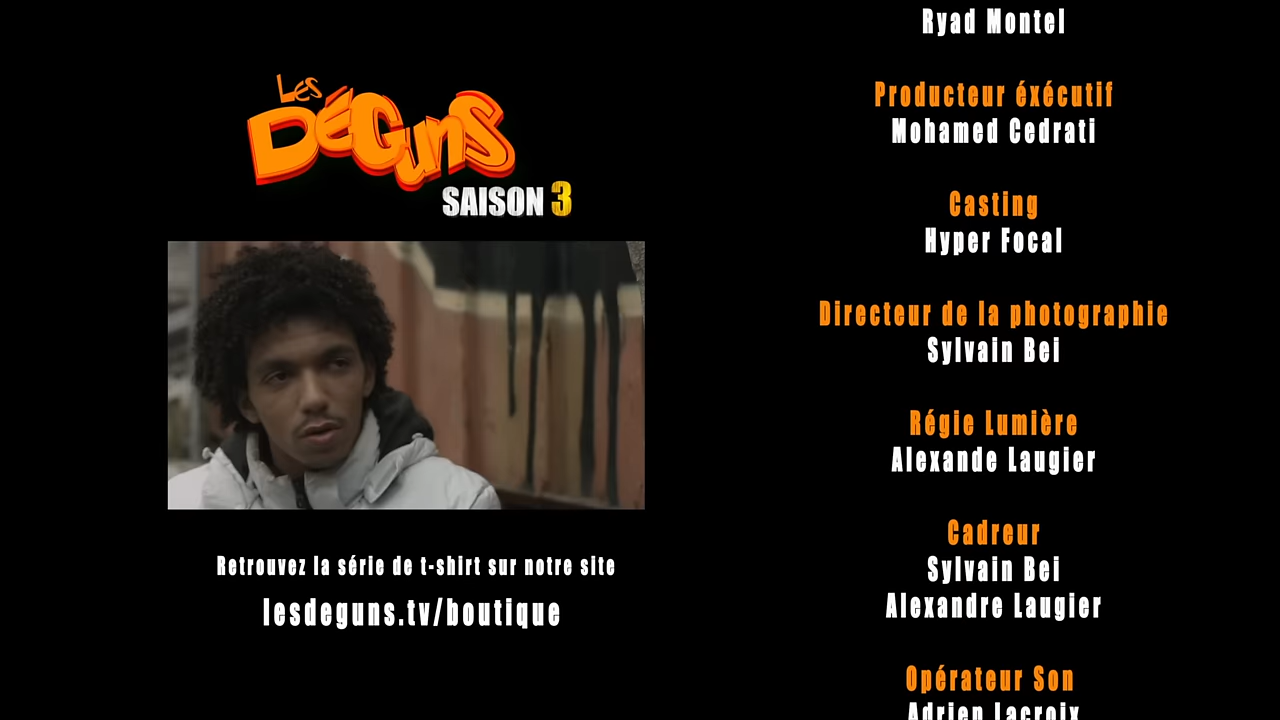 Les
DÉGunS
SAISON 3
Retrouvez la série de t-shirt sur notre site
lesdeguns.tv/boutique
Ryad Montel
Producteur éxécutif
Mohamed Cedrati
Casting
Hyper Focal
Directeur de la photographie
Sylvain Bei
Régie Lumière
Alexande Laugier
Cadreur
Sylvain Bei
Alexandre Laugier
Opérateur Son
Adrien Lacroix